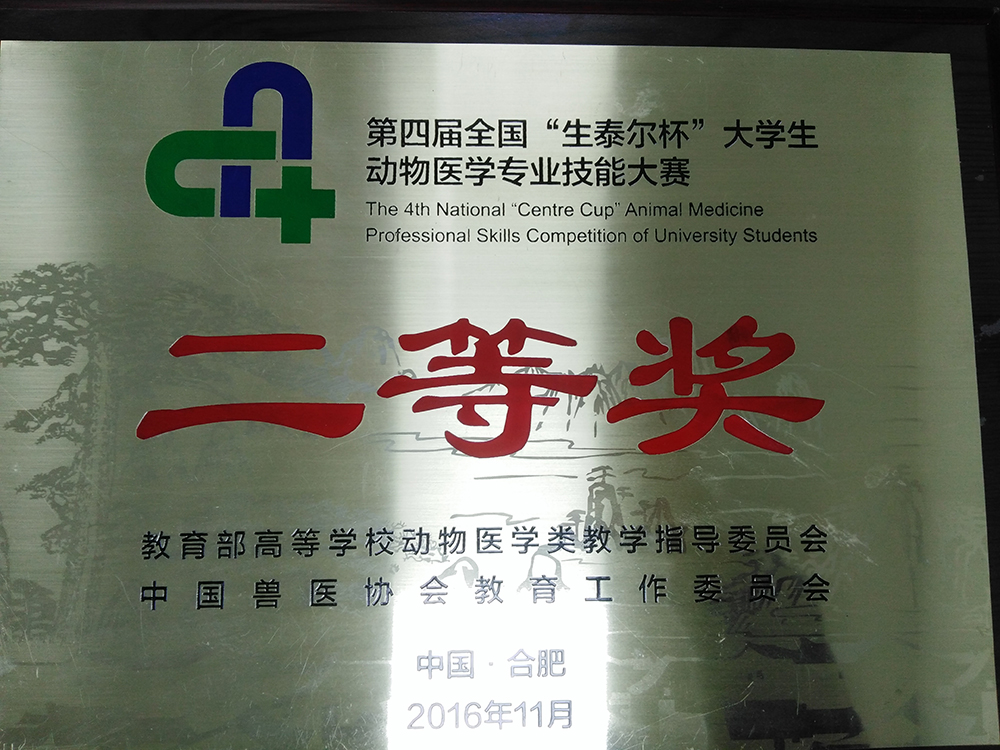 第四届全国“生泰尔杯”大学生
动物医学专业技能大赛
The 4th National “Centre Cup” Animal Medicine
Professional Skills Competition of University Students
二等奖
教育部高等学校动物医学类教学指导委员会
中国兽医协会教育工作委员会
中国·合肥
2016年11月